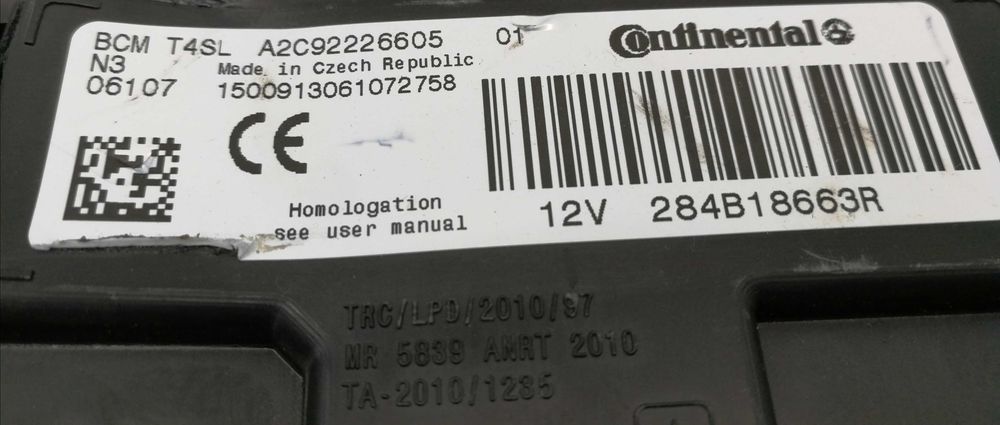 BCM T4SL A2C92226605 01
Continental
N3 Made in Czech Republic
06107 1500913061072758
CE
Homologation
see user manual
12V 284B18663R
TRC/LPD/2010/97
MR 5839 ANRT 2010
TA-2010/1235